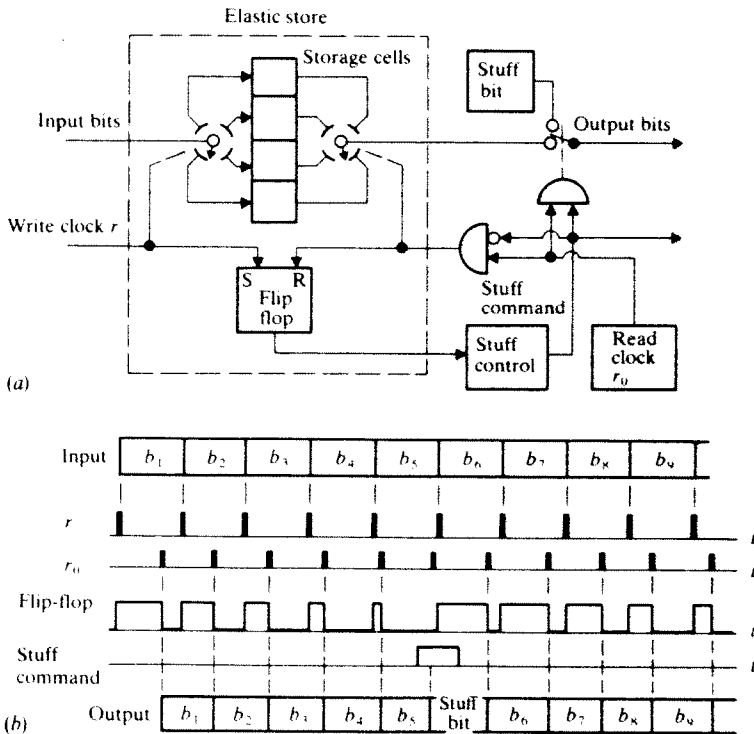 Elastic store
Storage cells
Stuff bit
Input bits
Output bits
Write clock r
S R
Flip flop
Stuff command
Stuff control
Read clock r₀
(a)
Input b₁ b₂ b₃ b₄ b₅ b₆ b₇ b₈ b₉
r t
r₀ t
Flip-flop t
Stuff command t
Output b₁ b₂ b₃ b₄ b₅ Stuff bit b₆ b₇ b₈ b₉
(b)